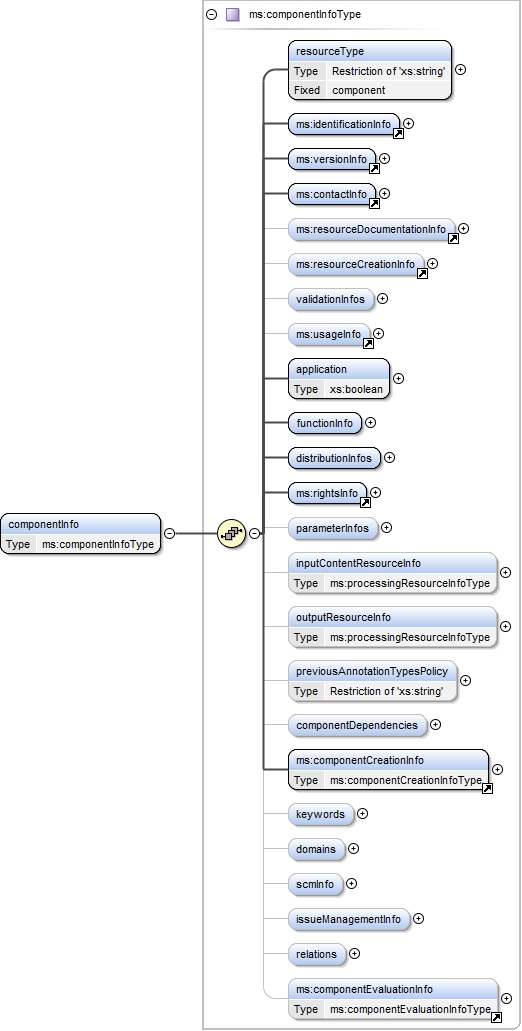 ms:componentInfoType
resourceType
Type Restriction of 'xs:string'
Fixed component
ms:identificationInfo
ms:versionInfo
ms:contactInfo
ms:resourceDocumentationInfo
ms:resourceCreationInfo
validationInfos
ms:usageInfo
application
Type xs:boolean
functionInfo
distributionInfos
ms:rightsInfo
componentInfo
Type ms:componentInfoType
parameterInfos
inputContentResourceInfo
Type ms:processingResourceInfoType
outputResourceInfo
Type ms:processingResourceInfoType
previousAnnotationTypesPolicy
Type Restriction of 'xs:string'
componentDependencies
ms:componentCreationInfo
Type ms:componentCreationInfoType
keywords
domains
scmInfo
issueManagementInfo
relations
ms:componentEvaluationInfo
Type ms:componentEvaluationInfoType